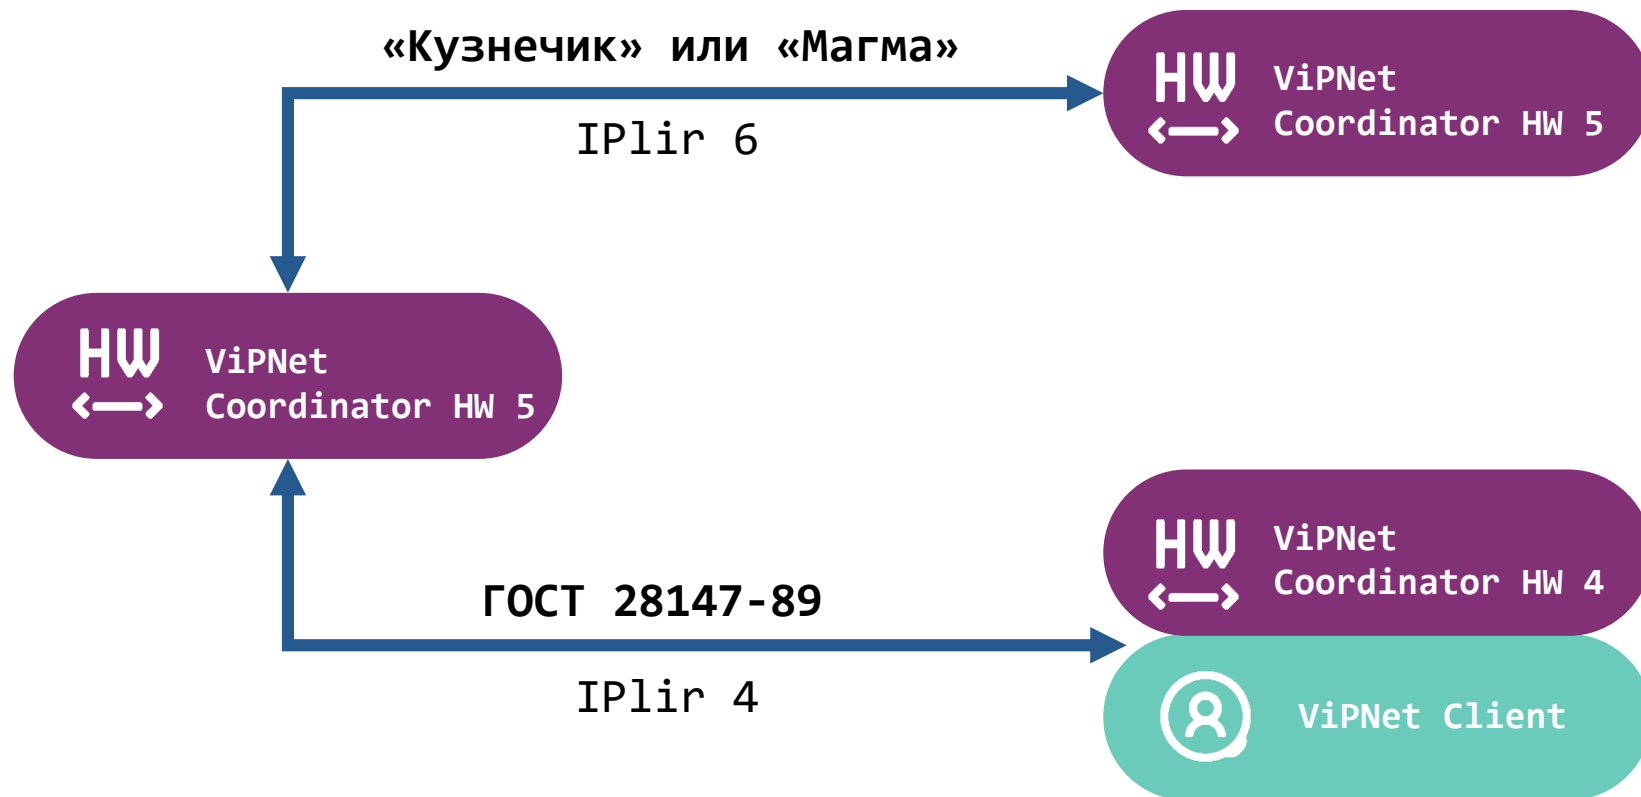 «Кузнечик» или «Магма»
IPlir 6
HW
ViPNet
Coordinator HW 5
HW
ViPNet
Coordinator HW 5
ГОСТ 28147-89
IPlir 4
HW
ViPNet
Coordinator HW 4
ViPNet Client